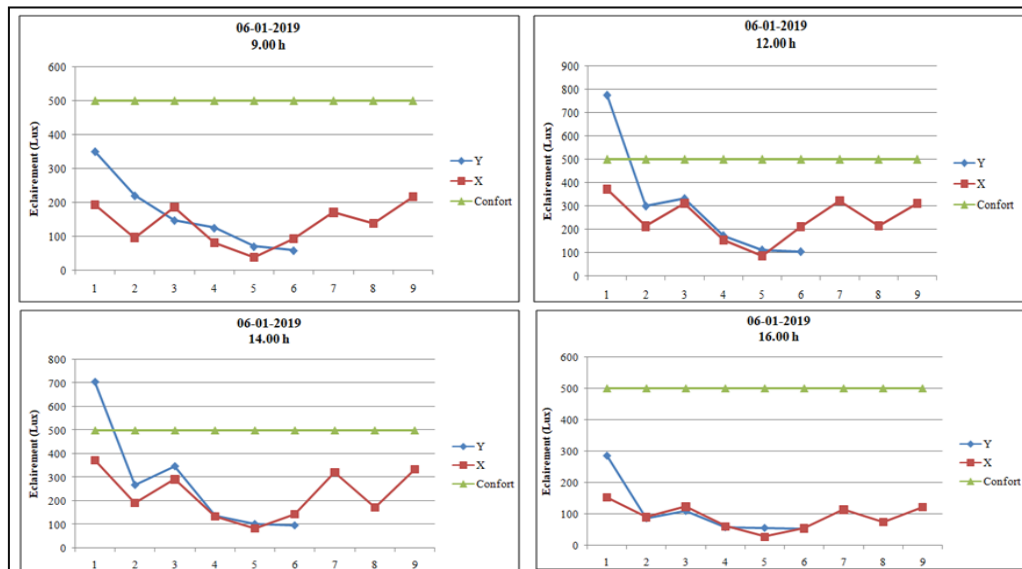 06-01-2019
9.00 h
Eclairement (Lux)
600
500
400
300
200
100
0
1 2 3 4 5 6 7 8 9
Y
X
Confort
06-01-2019
12.00 h
Eclairement (Lux)
900
800
700
600
500
400
300
200
100
0
1 2 3 4 5 6 7 8 9
Y
X
Confort
06-01-2019
14.00 h
Eclairement (Lux)
800
700
600
500
400
300
200
100
0
1 2 3 4 5 6 7 8 9
Y
X
Confort
06-01-2019
16.00 h
Eclairement (Lux)
600
500
400
300
200
100
0
1 2 3 4 5 6 7 8 9
Y
X
Confort